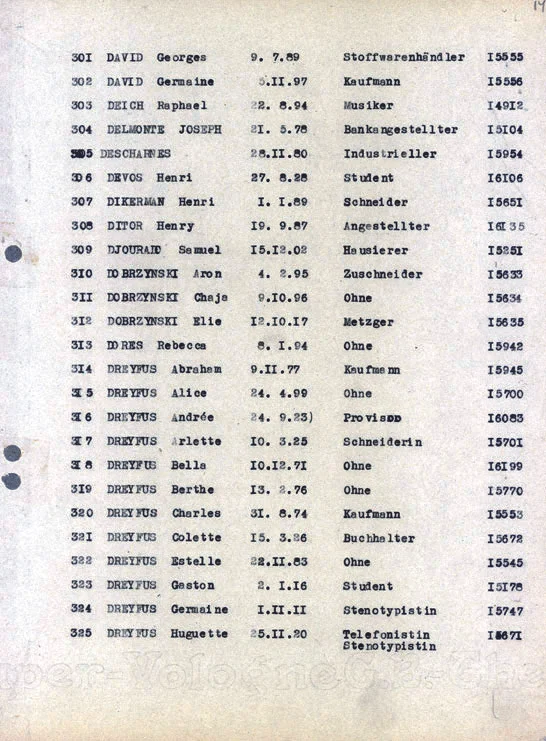 14
301 DAVID Georges 9. 7.89 Stoffwarenhändler I5555
302 DAVID Germaine 5.II.97 Kaufmann I5556
303 DEICH Raphael 22. 8.94 Musiker I49I2
304 DELMONTE JOSEPH 2I. 5.78 Bankangestellter I5I04
305 DESCHARNES 28.II.80 Industrieller I5954
306 DEVOS Henri 27. 8.28 Student I6I06
307 DIKERMAN Henri I. I.89 Schneider I565I
308 DITOR Henry I9. 9.87 Angestellter I6I35
309 DJOURAID Samuel I5.I2.02 Hausierer I525I
3I0 DOBRZYNSKI Aron 4. 2.95 Zuschneider I5633
3II DOBRZYNSKI Chaja 9.I0.96 Ohne I5634
3I2 DOBRZYNSKI Elie I2.I0.I7 Metzger I5635
3I3 DORES Rebecca 8. I.94 Ohne I5942
3I4 DREYFUS Abraham 9.II.77 Kaufmann I5945
3I5 DREYFUS Alice 24. 4.99 Ohne I5700
3I6 DREYFUS Andrée 24. 9.23) I6083
3I7 DREYFUS Arlette I0. 3.25 Schneiderin I570I
3I8 DREYFUS Bella I0.I2.7I Ohne I6I99
3I9 DREYFUS Berthe I3. 2.76 Ohne I5770
320 DREYFUS Charles 3I. 8.74 Kaufmann I5553
32I DREYFUS Colette I5. 3.26 Buchhalter I5672
322 DREYFUS Estelle 22.II.83 Ohne I5545
323 DREYFUS Gaston 2. I.I6 Student I5I78
324 DREYFUS Germaine I.II.II Stenotypistin I5747
325 DREYFUS Huguette 25.II.20 Telefonistin I567I
Stenotypistin